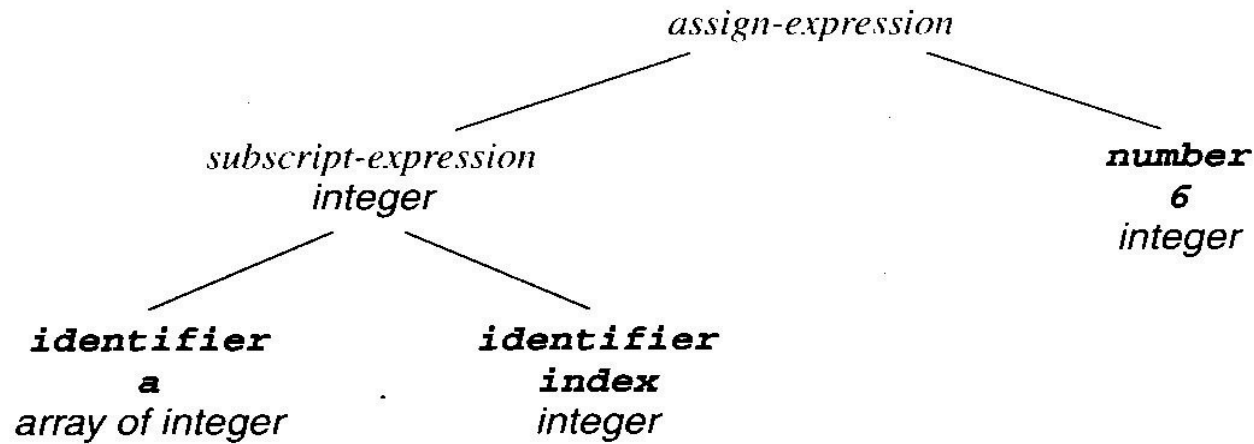 assign-expression
subscript-expression
integer
number
6
integer
identifier
a
array of integer
identifier
index
integer